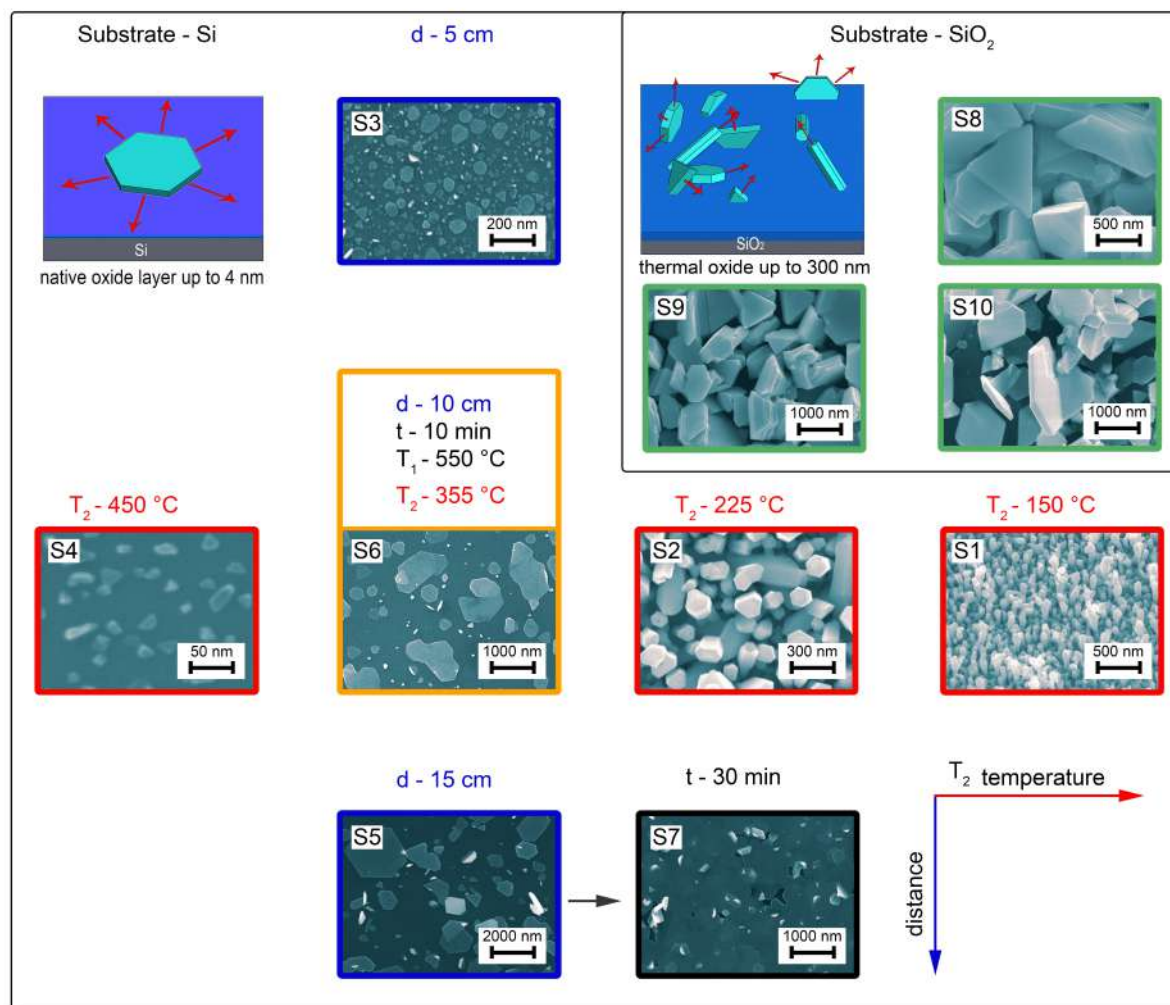 Substrate - Si
d - 5 cm
Substrate - SiO₂
S3
200 nm
Si
native oxide layer up to 4 nm
SiO₂
thermal oxide up to 300 nm
S8
500 nm
S9
1000 nm
S10
1000 nm
d - 10 cm
t - 10 min
T₁ - 550 °C
T₂ - 355 °C
T₂ - 450 °C
T₂ - 225 °C
T₂ - 150 °C
S4
50 nm
S6
1000 nm
S2
300 nm
S1
500 nm
d - 15 cm
t - 30 min
T₂ temperature
distance
S5
2000 nm
S7
1000 nm